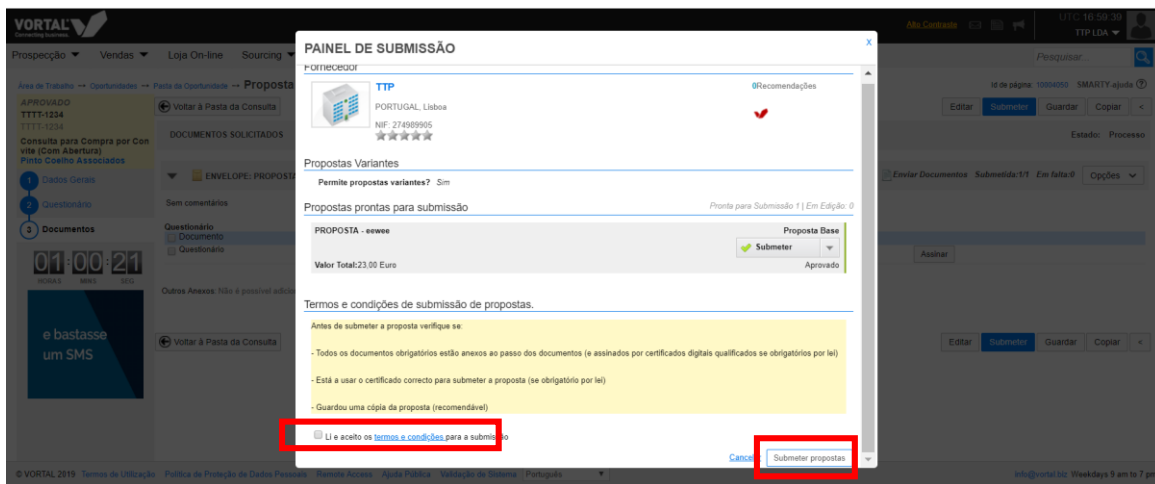 VORTAL
Connecting business.
Alto Contraste
UTC 16:59:39
TTP LDA
Prospecção Vendas Loja On-line Sourcing
Pesquisar...
Área de Trabalho → Oportunidades → Pasta da Oportunidade → Proposta
Id de página: 10004050 SMARTY-ajuda
APROVADO
TTTT-1234
TTTT-1234
Consulta para Compra por Con
vite (Com Abertura)
Pinto Coelho Associados
1 Dados Gerais
2 Questionário
3 Documentos
01:00:21
HORAS MINS SEG
e bastasse
um SMS
Voltar à Pasta da Consulta
Editar Submeter Guardar Copiar <
DOCUMENTOS SOLICITADOS
Estado: Processo
ENVELOPE: PROPOSTA
Enviar Documentos Submetida:1/1 Em falta:0 Opções
Sem comentários
Questionário
Documento
Questionário
Assinar
Outros Anexos: Não é possível adicio
Voltar à Pasta da Consulta
Editar Submeter Guardar Copiar <
PAINEL DE SUBMISSÃO
X
Fornecedor
TTP
0Recomendações
PORTUGAL, Lisboa
NIF: 274989905
Propostas Variantes
Permite propostas variantes? Sim
Propostas prontas para submissão
Pronta para Submissão 1 | Em Edição: 0
PROPOSTA - eewee
Proposta Base
Submeter
Valor Total:23,00 Euro
Aprovado
Termos e condições de submissão de propostas.
Antes de submeter a proposta verifique se:
- Todos os documentos obrigatórios estão anexos ao passo dos documentos (e assinados por certificados digitais qualificados se obrigatórios por lei)
- Está a usar o certificado correcto para submeter a proposta (se obrigatório por lei)
- Guardou uma cópia da proposta (recomendável)
Li e aceito os termos e condições para a submissão
Cancelar Submeter propostas
© VORTAL 2019 Termos de Utilização Política de Proteção de Dados Pessoais Remote Access Ajuda Pública Validação de Sistema Português
info@vortal.biz Weekdays 9 am to 7 pm